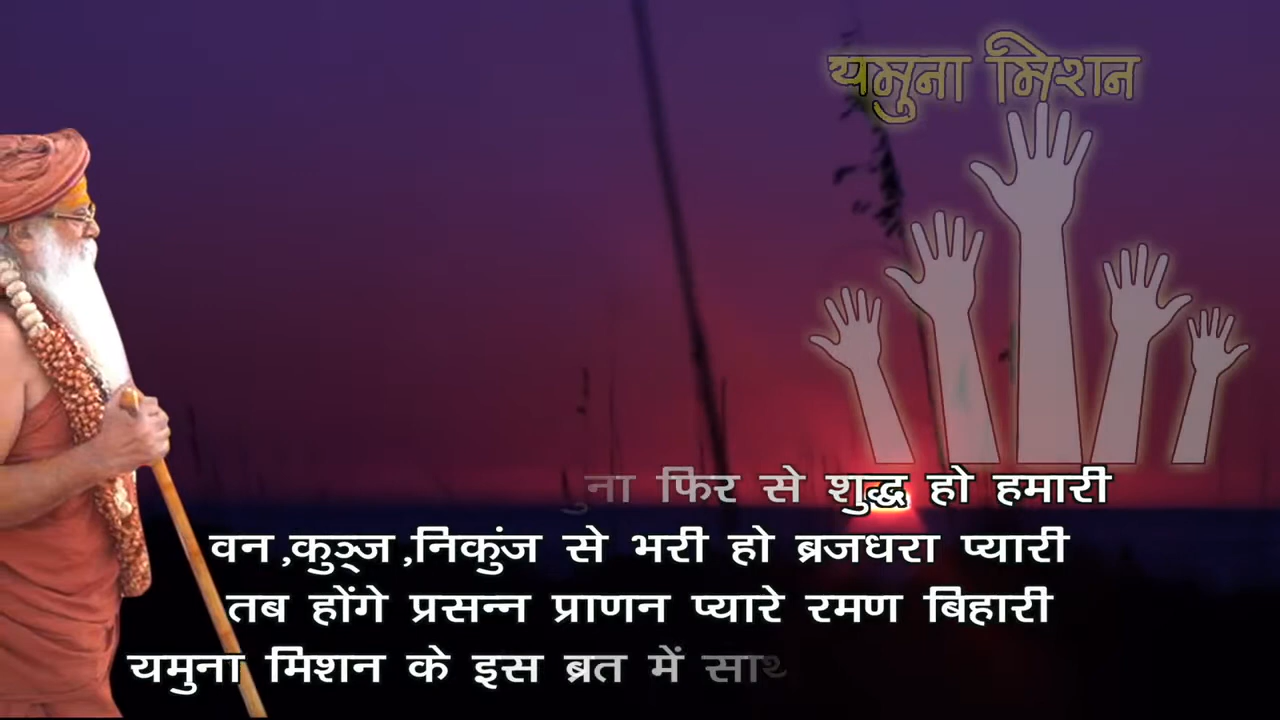 यमुना मिशन
फिर से शुद्ध हो हमारी
वन ,कुञ्ज ,निकुंज से भरी हो ब्रजधरा प्यारी
तब होंगे प्रसन्न प्राणन प्यारे रमण बिहारी
यमुना मिशन के इस ब्रत में